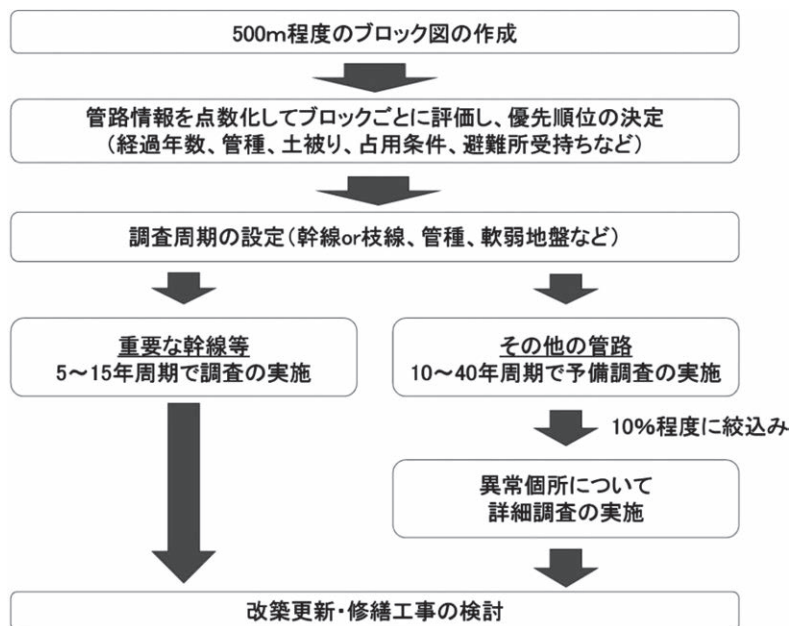 500m程度のブロック図の作成
管路情報を点数化してブロックごとに評価し、優先順位の決定
(経過年数、管種、土被り、占用条件、避難所受持ちなど)
調査周期の設定(幹線or枝線、管種、軟弱地盤など)
重要な幹線等
5～15年周期で調査の実施
その他の管路
10～40年周期で予備調査の実施
10%程度に絞込み
異常個所について
詳細調査の実施
改築更新・修繕工事の検討